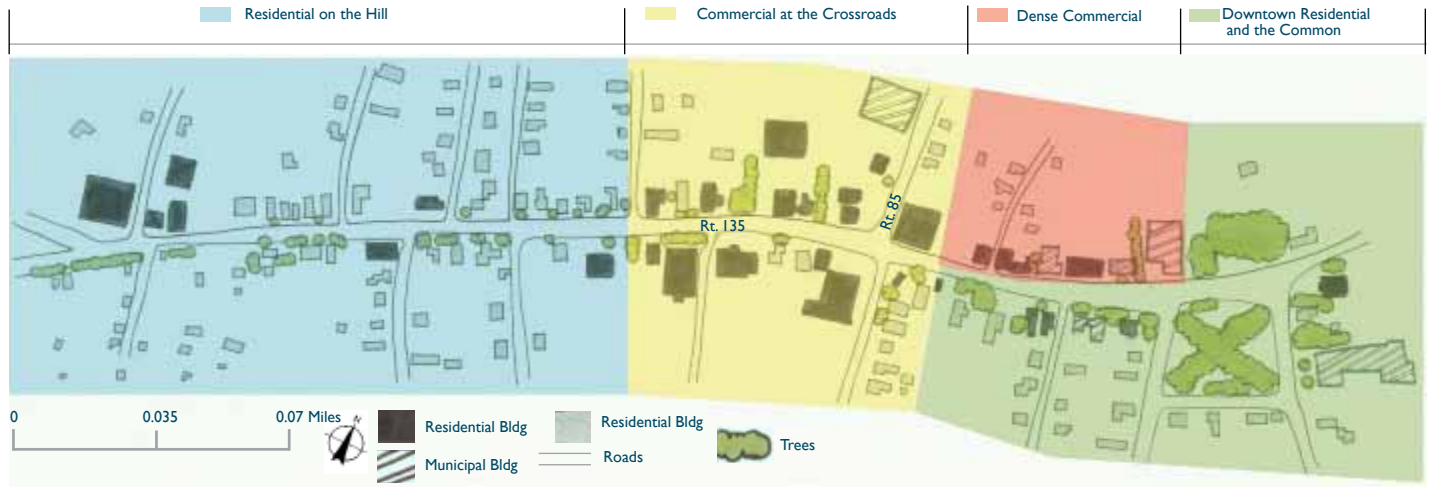 Residential on the Hill
Commercial at the Crossroads
Dense Commercial
Downtown Residential
and the Common
Rt. 85
Rt. 135
0
0.035
0.07 Miles
N
Residential Bldg
Residential Bldg
Trees
Municipal Bldg
Roads